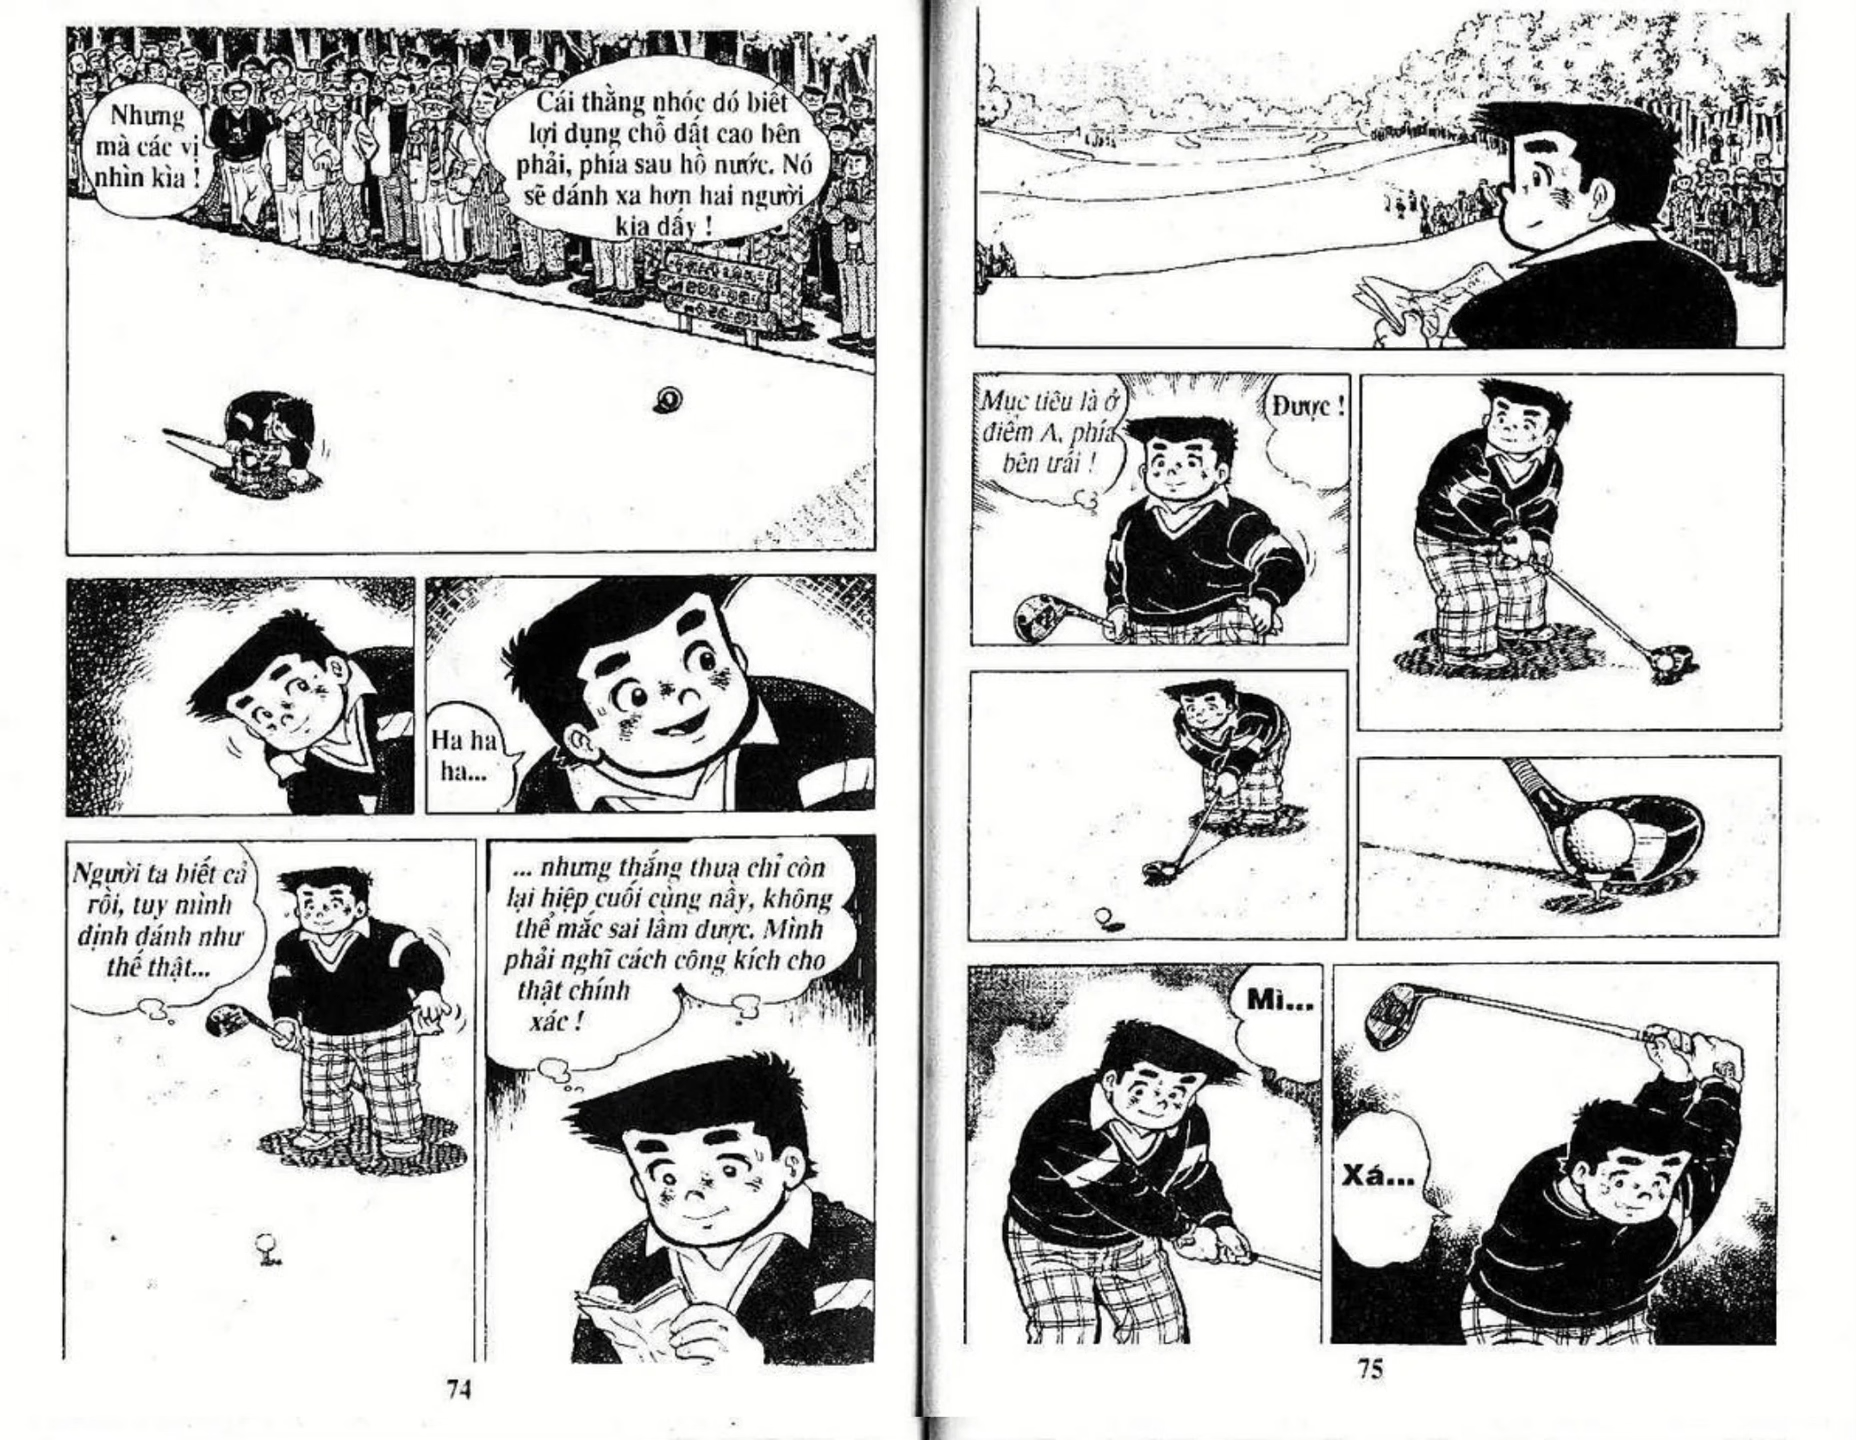 Nhưng
mà các vị
nhìn kìa !
Cái thằng nhóc đó biết
lợi dụng chỗ đất cao bên
phải, phía sau hồ nước. Nó
sẽ đánh xa hơn hai người
kia đấy !
Ha ha
ha...
Người ta biết cả
rồi, tuy mình
định đánh như
thế thật...
... nhưng thắng thua chỉ còn
lại hiệp cuối cùng nầy, không
thể mắc sai lầm được. Mình
phải nghĩ cách công kích cho
thật chính
xác !
74
Mục tiêu là ở
điểm A, phía
bên trái !
Được !
Mì...
Xá...
75